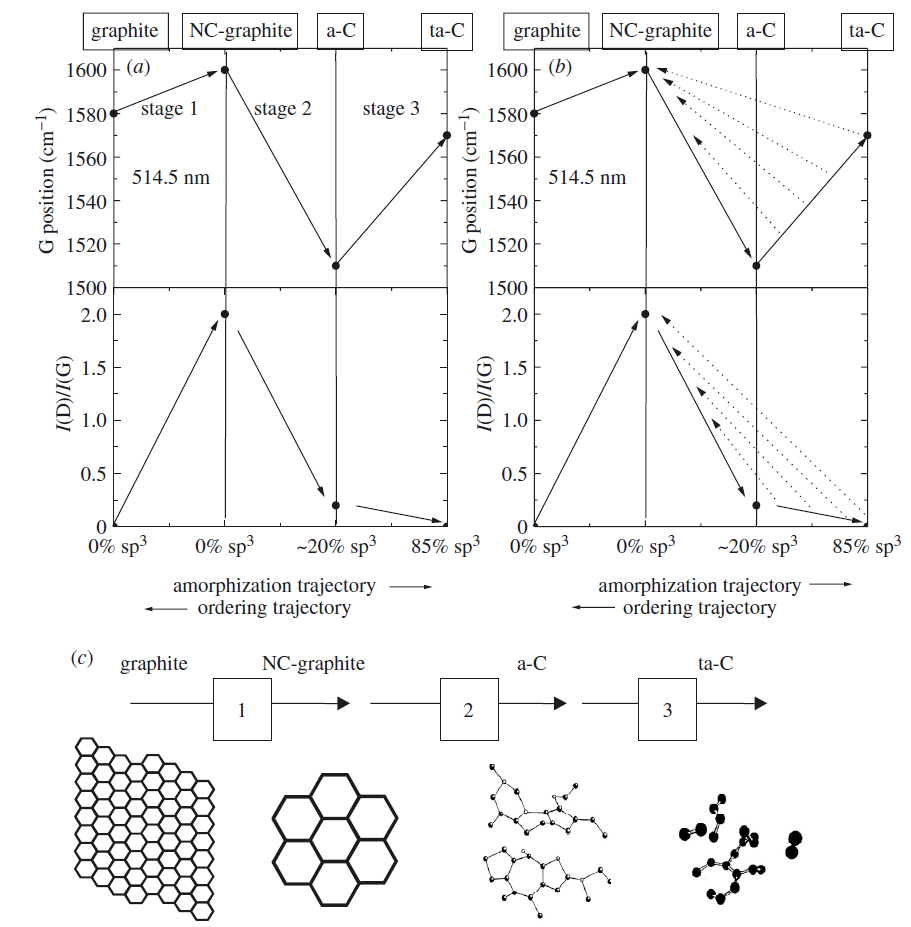 graphite NC-graphite a-C ta-C
(a)
stage 1 stage 2 stage 3
514.5 nm
G position (cm⁻¹)
1600
1580
1560
1540
1520
1500
I(D)/I(G)
2.0
1.5
1.0
0.5
0
0% sp³ 0% sp³ ~20% sp³ 85% sp³
amorphization trajectory
ordering trajectory
graphite NC-graphite a-C ta-C
(b)
514.5 nm
G position (cm⁻¹)
1600
1580
1560
1540
1520
1500
I(D)/I(G)
2.0
1.5
1.0
0.5
0
0% sp³ 0% sp³ ~20% sp³ 85% sp³
amorphization trajectory
ordering trajectory
(c) graphite NC-graphite a-C ta-C
1 2 3